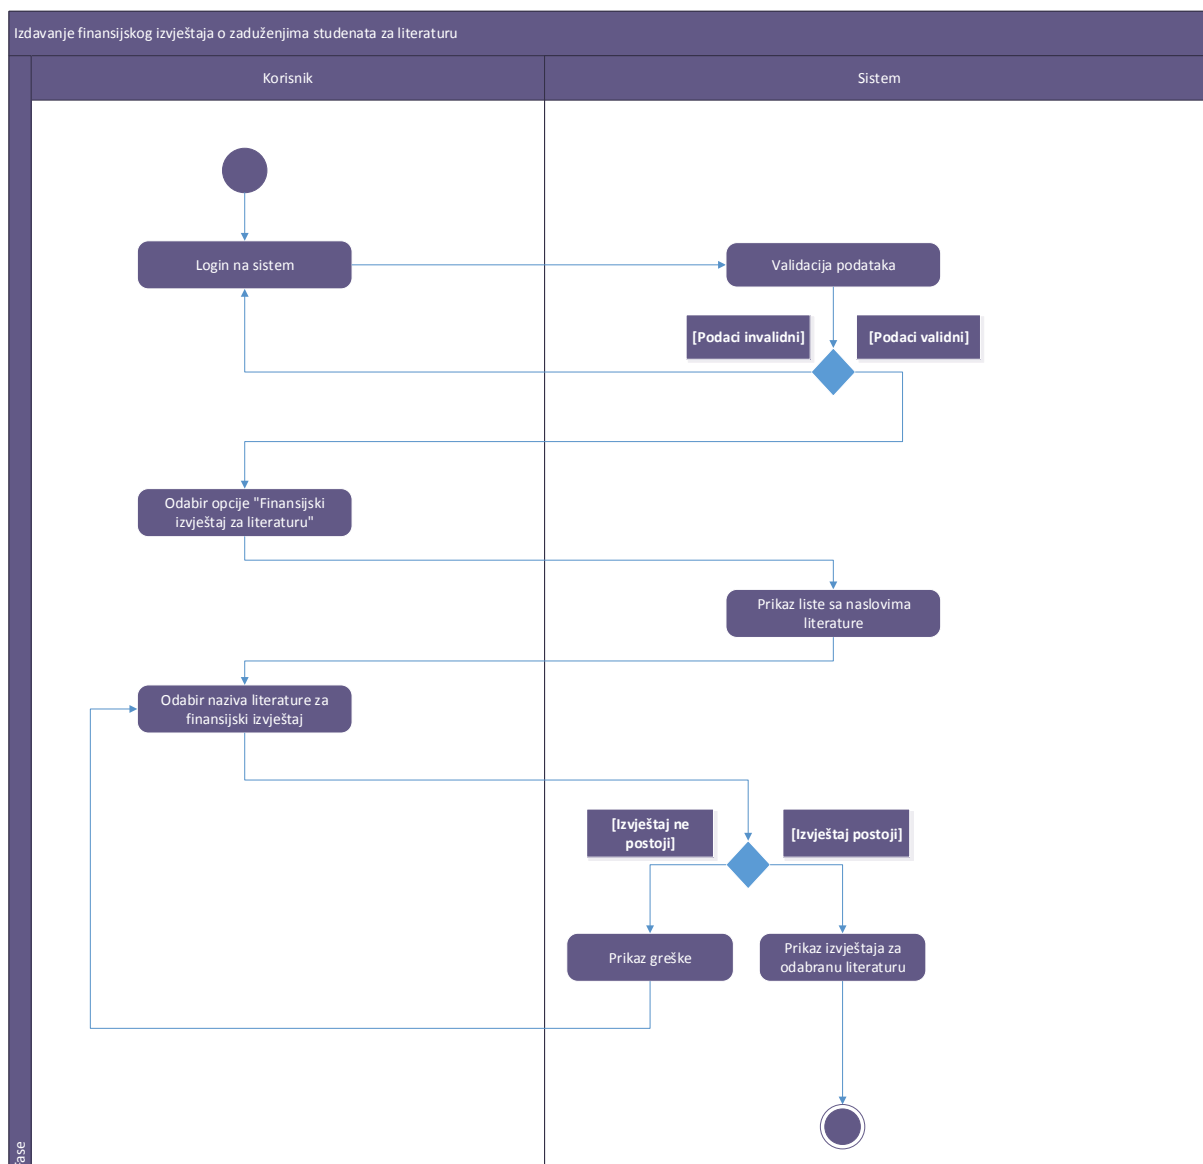 Izdavanje finansijskog izvještaja o zaduženjima studenata za literaturu
Korisnik
Sistem
Login na sistem
Validacija podataka
[Podaci invalidni]
[Podaci validni]
Odabir opcije "Finansijski
izvještaj za literaturu"
Prikaz liste sa naslovima
literature
Odabir naziva literature za
finansijski izvještaj
[Izvještaj ne
postoji]
[Izvještaj postoji]
Prikaz greške
Prikaz izvještaja za
odabranu literaturu